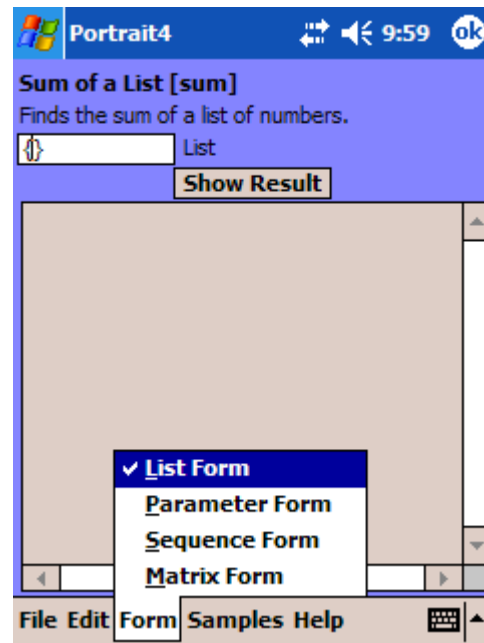 Portrait4 9:59 ok
Sum of a List [sum]
Finds the sum of a list of numbers.
{} List
Show Result
List Form
Parameter Form
Sequence Form
Matrix Form
File Edit Form Samples Help